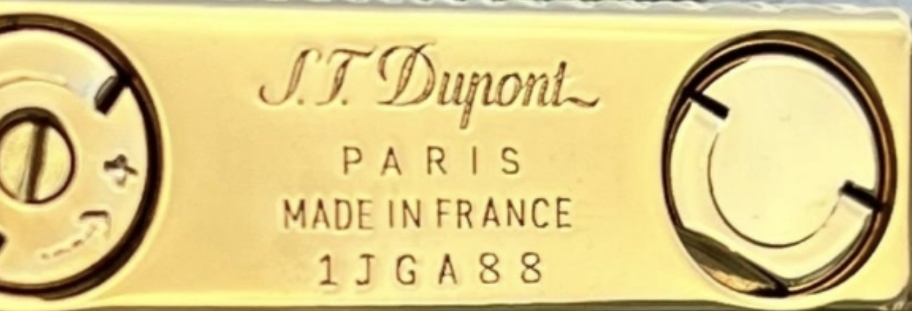 S.T. Dupont
PARIS
MADE IN FRANCE
1JGA88
+